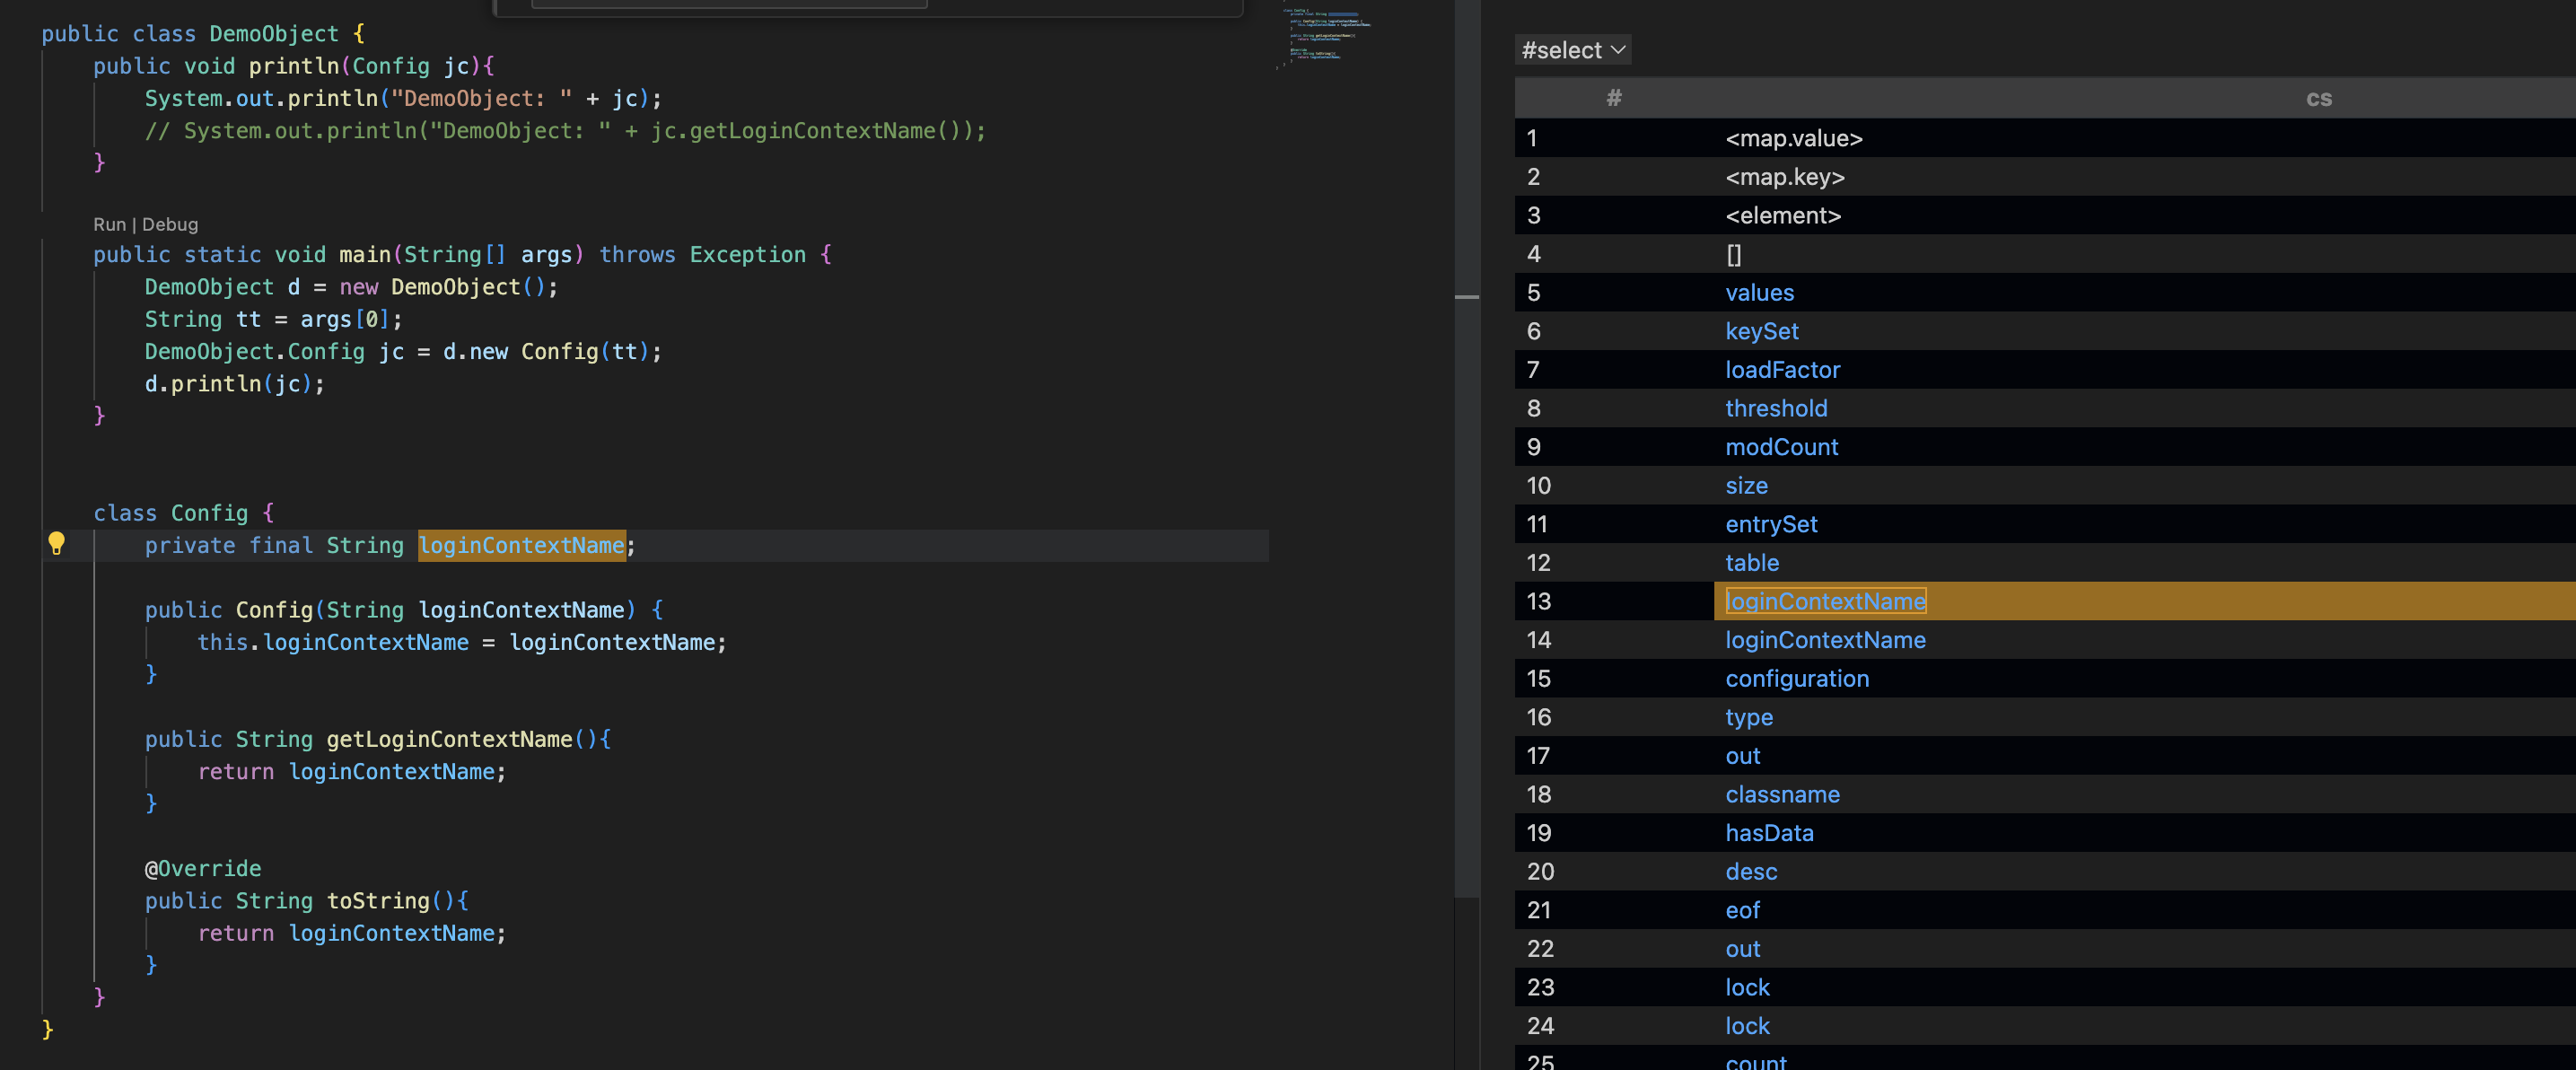 public class DemoObject {
public void println(Config jc){
System.out.println("DemoObject: " + jc);
// System.out.println("DemoObject: " + jc.getLoginContextName());
}
Run | Debug
public static void main(String[] args) throws Exception {
DemoObject d = new DemoObject();
String tt = args[0];
DemoObject.Config jc = d.new Config(tt);
d.println(jc);
}
class Config {
private final String loginContextName;
public Config(String loginContextName) {
this.loginContextName = loginContextName;
}
public String getLoginContextName(){
return loginContextName;
}
@Override
public String toString(){
return loginContextName;
}
}
}
#select
# cs
1 <map.value>
2 <map.key>
3 <element>
4 []
5 values
6 keySet
7 loadFactor
8 threshold
9 modCount
10 size
11 entrySet
12 table
13 loginContextName
14 loginContextName
15 configuration
16 type
17 out
18 classname
19 hasData
20 desc
21 eof
22 out
23 lock
24 lock
25 count